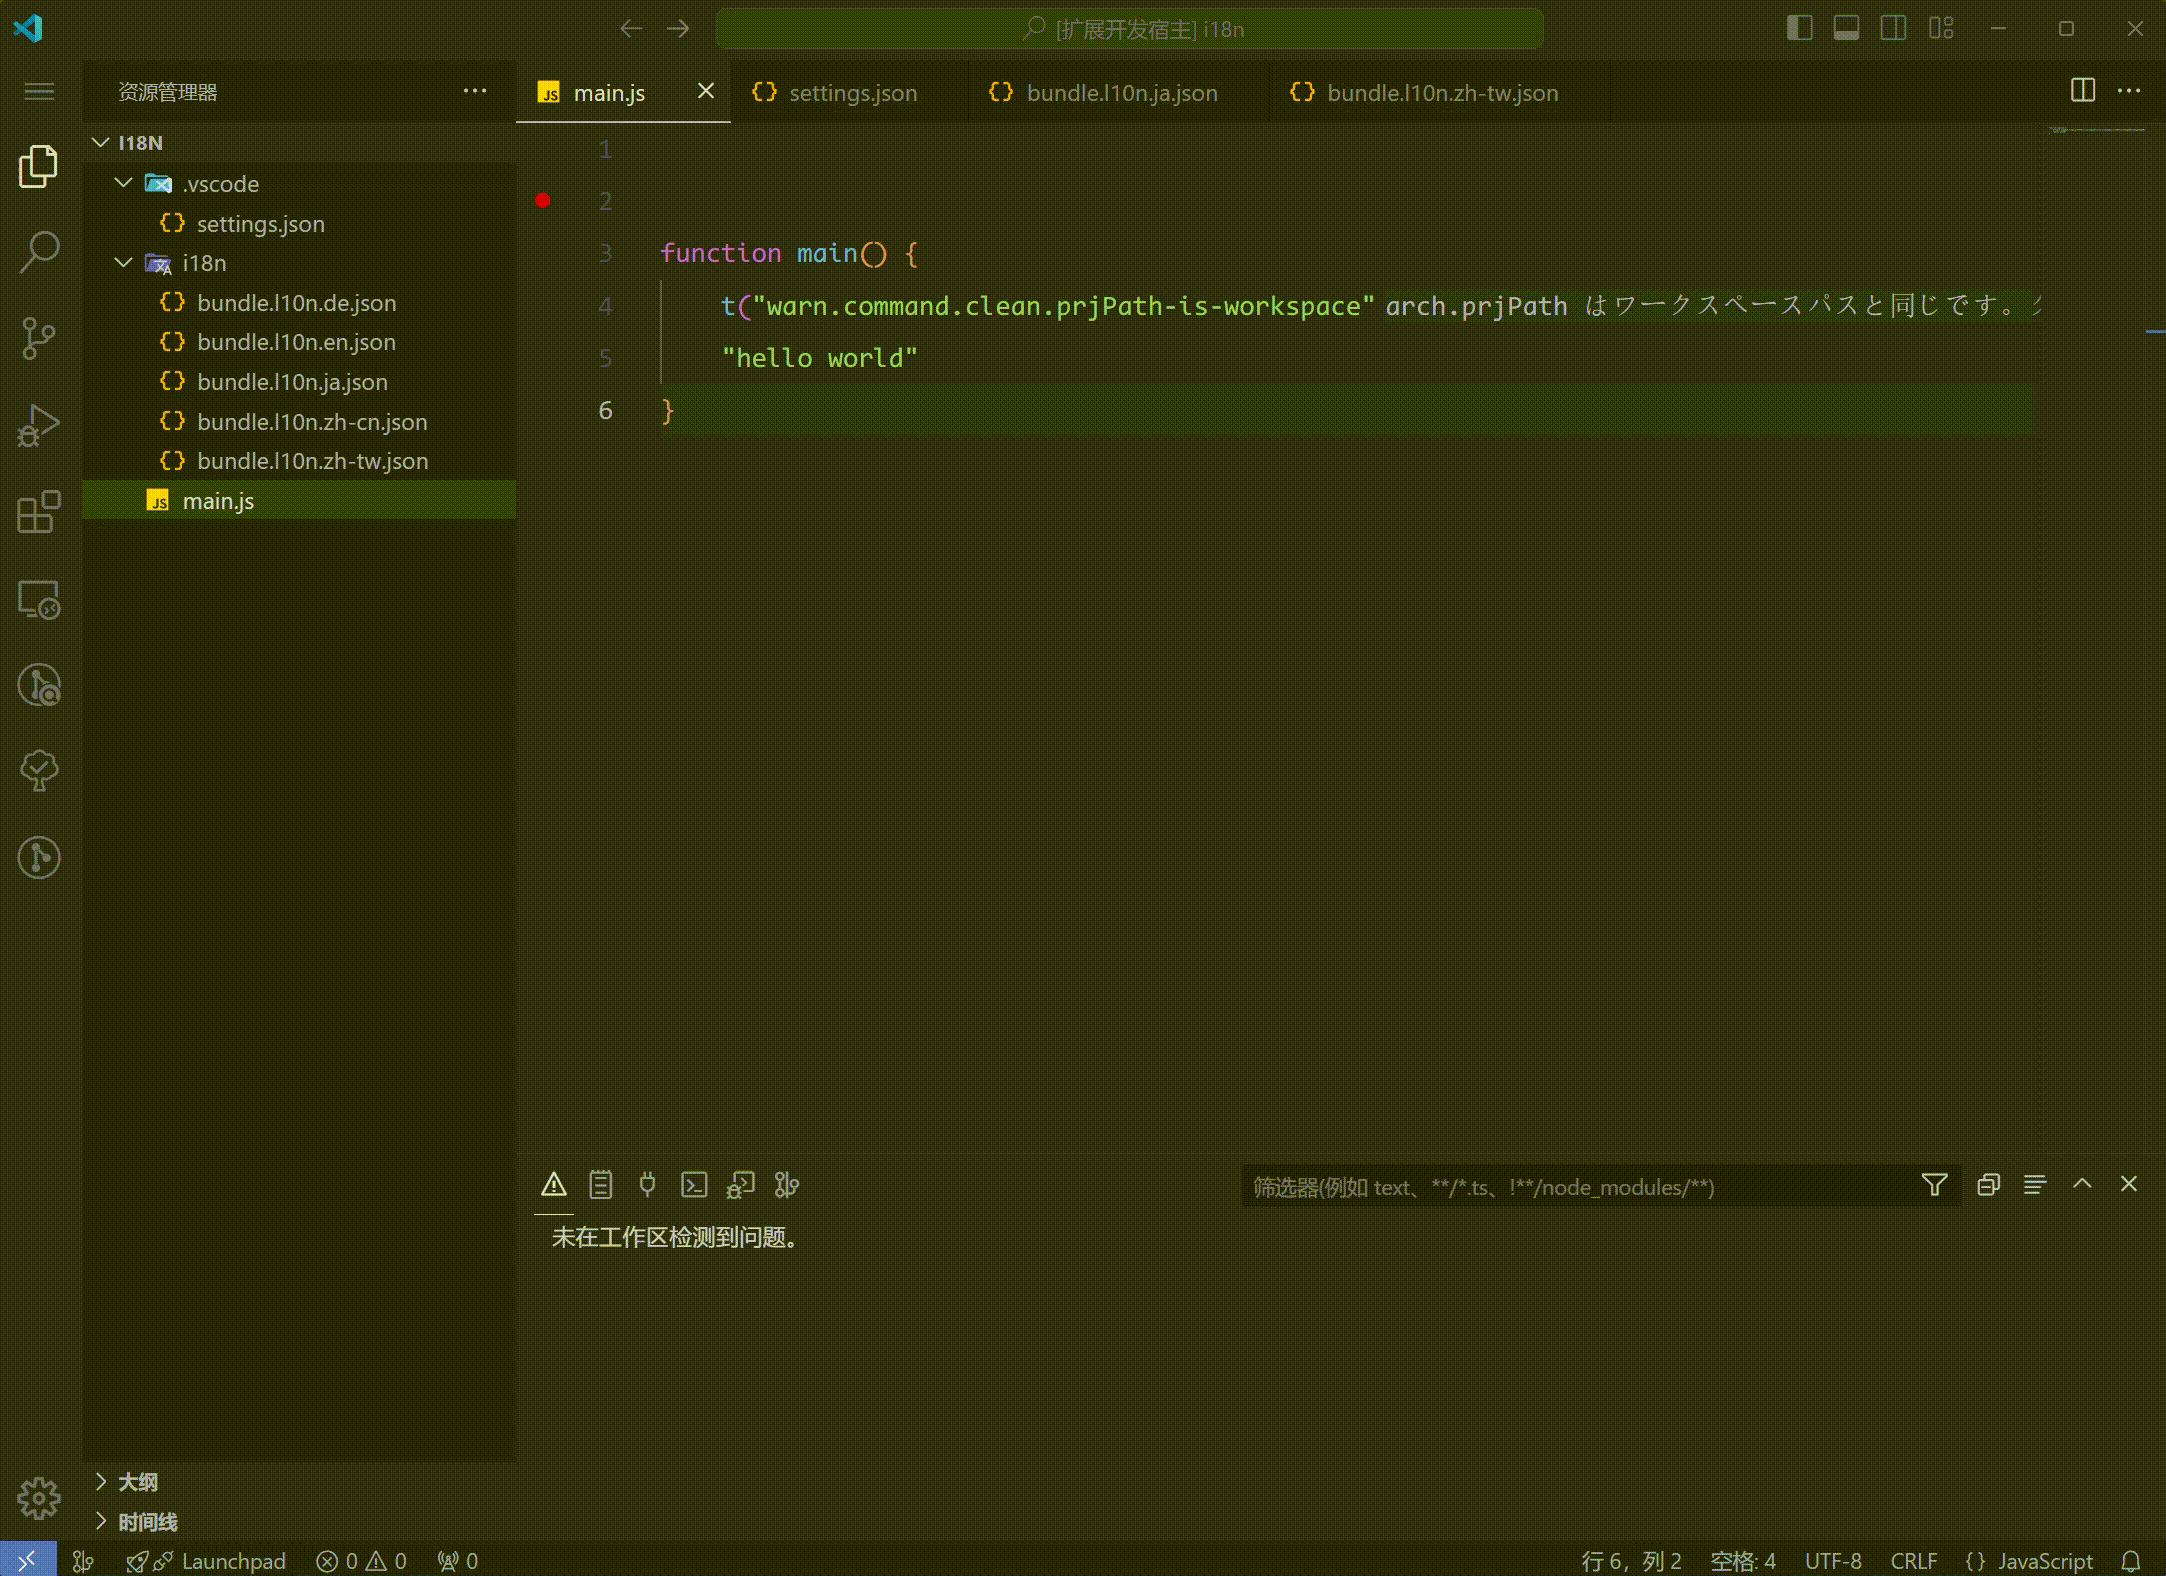 [扩展开发宿主] i18n
资源管理器
main.js
settings.json
bundle.l10n.ja.json
bundle.l10n.zh-tw.json
I18N
.vscode
settings.json
i18n
bundle.l10n.de.json
bundle.l10n.en.json
bundle.l10n.ja.json
bundle.l10n.zh-cn.json
bundle.l10n.zh-tw.json
JS main.js
1
2
3 function main() {
4 t("warn.command.clean.prjPath-is-workspace" arch.prjPath はワークスペースパスと同じです。
5 "hello world"
6 }
筛选器(例如 text、**/*.ts、!**/node_modules/**)
未在工作区检测到问题。
大纲
时间线
Launchpad 0 0 0
行 6，列 2 空格: 4 UTF-8 CRLF {} JavaScript